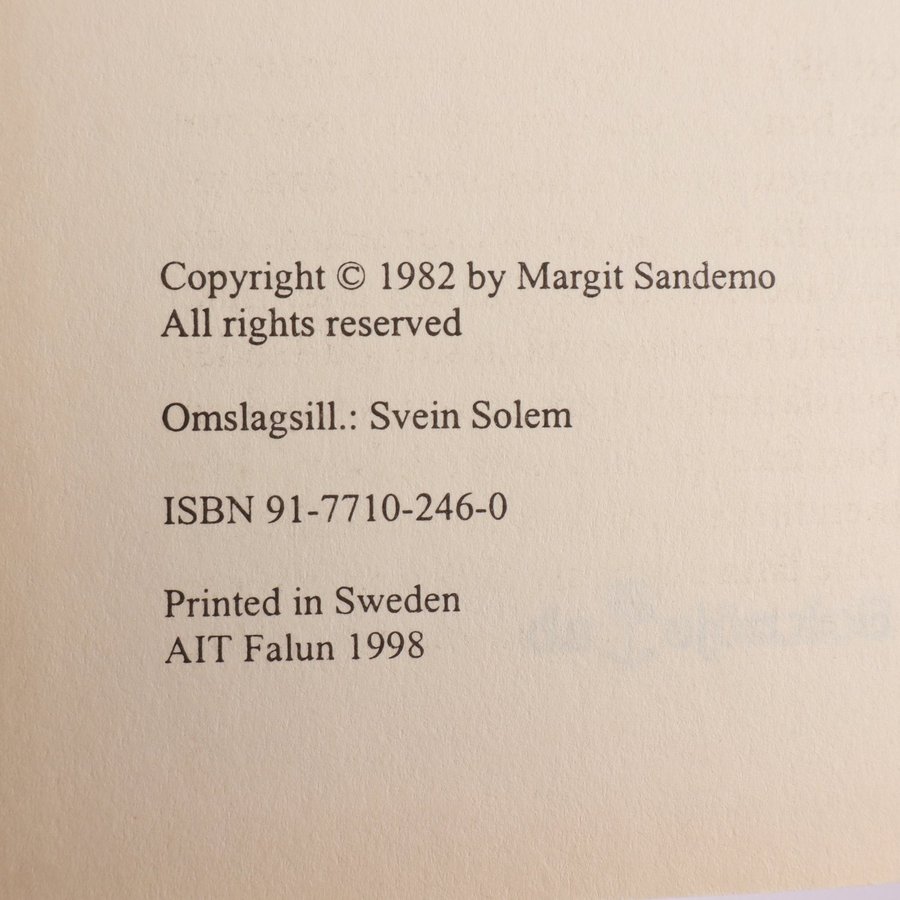 Copyright © 1982 by Margit Sandemo
All rights reserved
Omslagsill.: Svein Solem
ISBN 91-7710-246-0
Printed in Sweden
AIT Falun 1998